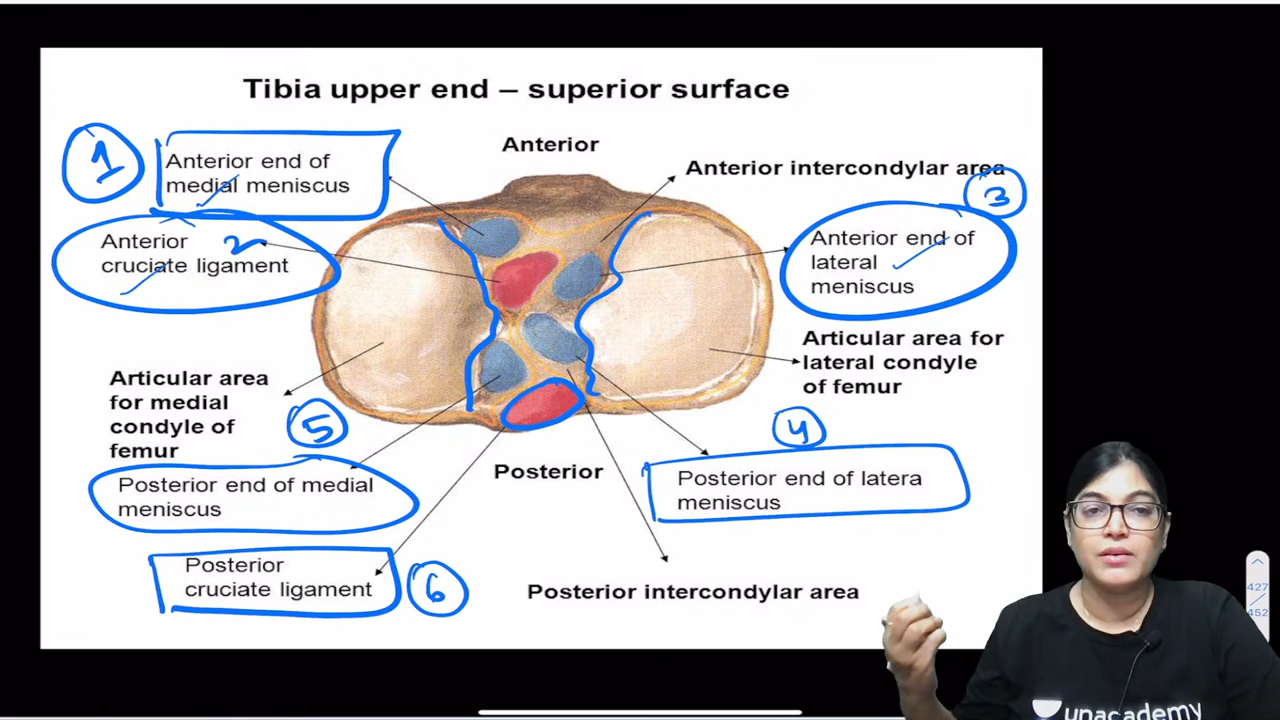 Tibia upper end – superior surface
1
Anterior end of
medial meniscus
Anterior
Anterior intercondylar area
3
Anterior
cruciate ligament
2
Anterior end of
lateral
meniscus
Articular area for
lateral condyle
of femur
Articular area
for medial
condyle of
femur
5
4
Posterior end of medial
meniscus
Posterior
Posterior end of latera
meniscus
Posterior
cruciate ligament
6
Posterior intercondylar area
427
452
unacademy